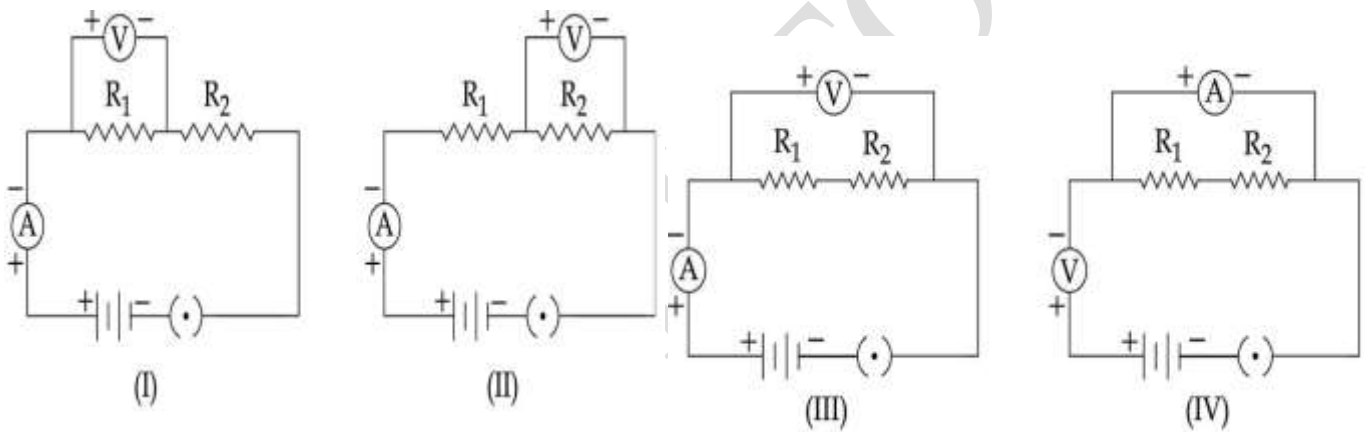 + V −
R1 R2
− A +
+ −
(I)
+ V −
R1 R2
− A +
+ −
(II)
+ V −
R1 R2
− A +
+ −
(III)
+ A −
R1 R2
− V +
+ −
(IV)